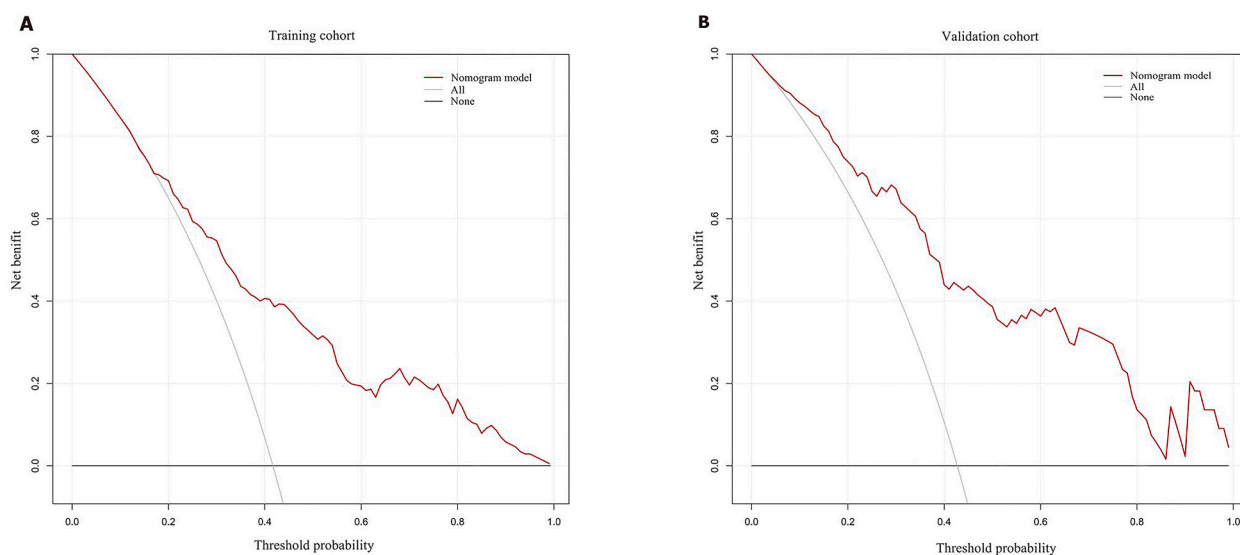 A
Training cohort
Nomogram model
All
None
Net benifit
1.0
0.8
0.6
0.4
0.2
0.0
0.0 0.2 0.4 0.6 0.8 1.0
Threshold probability
B
Validation cohort
Nomogram model
All
None
Net benifit
1.0
0.8
0.6
0.4
0.2
0.0
0.0 0.2 0.4 0.6 0.8 1.0
Threshold probability